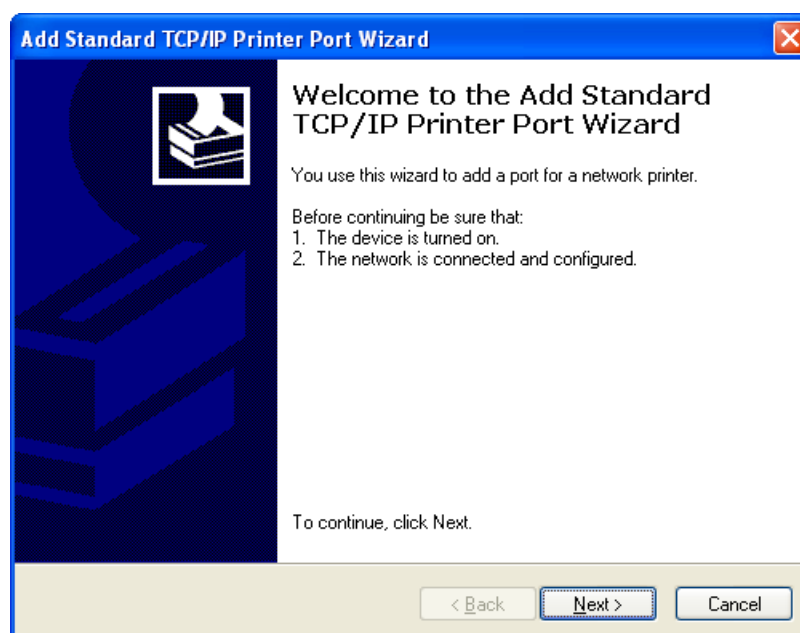 Add Standard TCP/IP Printer Port Wizard
Welcome to the Add Standard
TCP/IP Printer Port Wizard
You use this wizard to add a port for a network printer.
Before continuing be sure that:
1. The device is turned on.
2. The network is connected and configured.
To continue, click Next.
< Back
Next >
Cancel